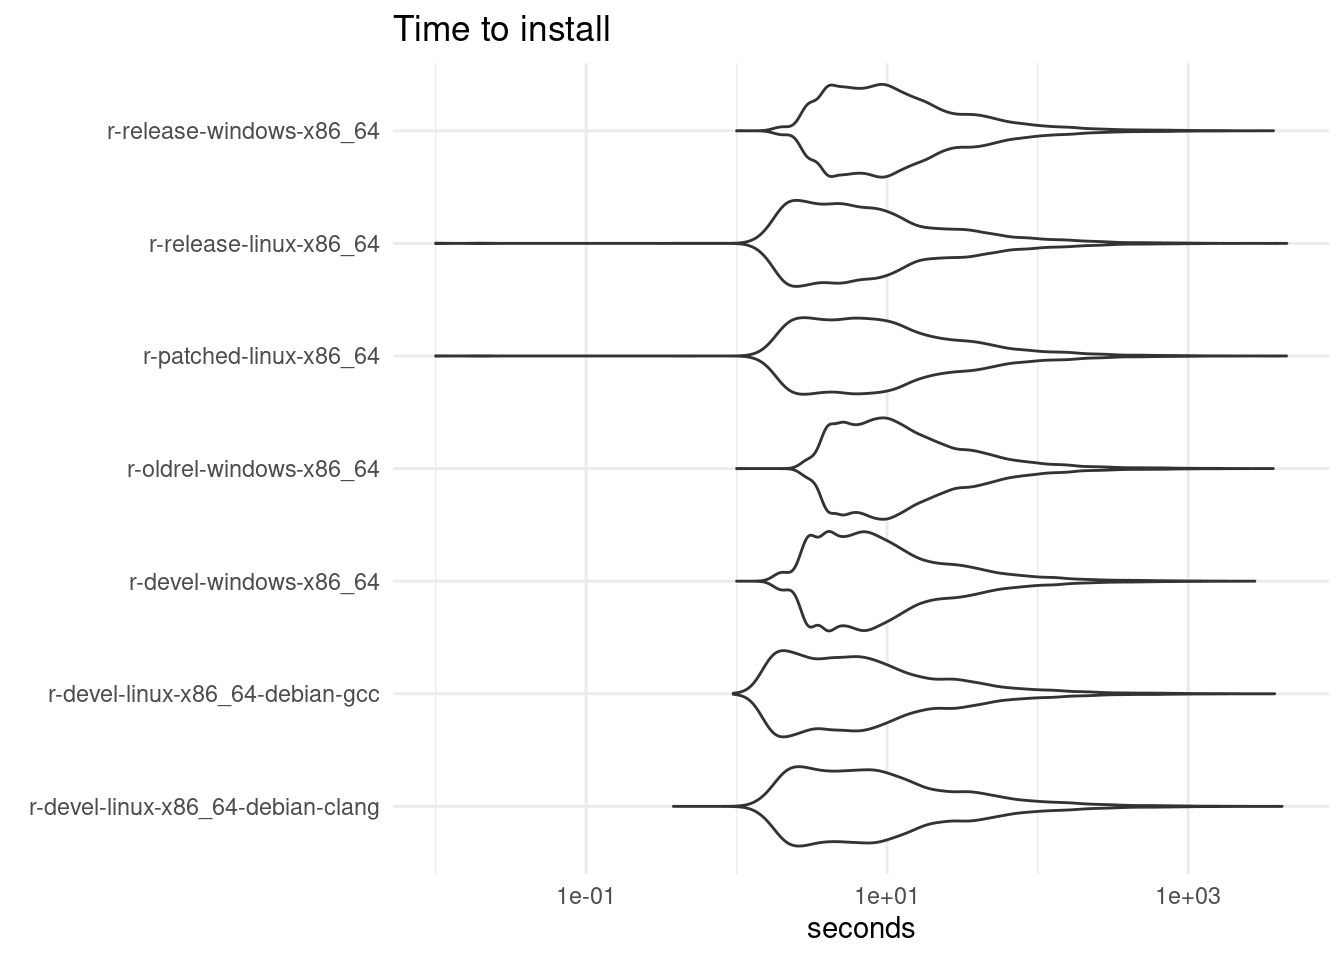 Time to install
r-release-windows-x86_64
r-release-linux-x86_64
r-patched-linux-x86_64
r-oldrel-windows-x86_64
r-devel-windows-x86_64
r-devel-linux-x86_64-debian-gcc
r-devel-linux-x86_64-debian-clang
1e-01 1e+01 1e+03
seconds